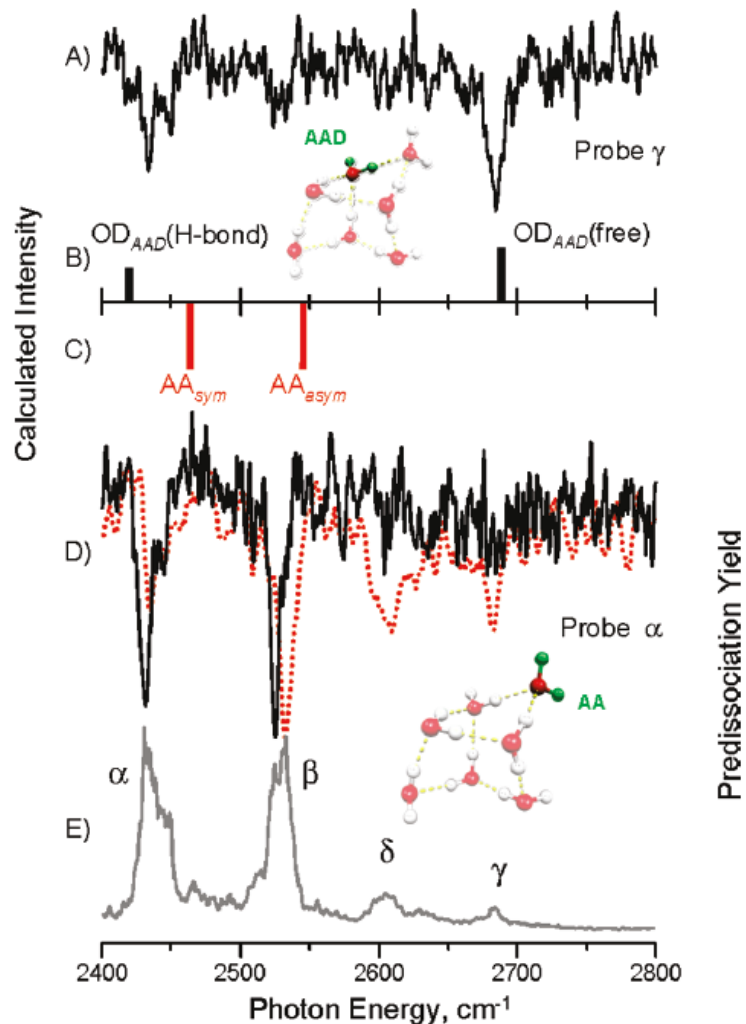 A)
AAD
Probe γ
OD_AAD(H-bond)
OD_AAD(free)
B)
C)
AA_sym
AA_asym
Calculated Intensity
D)
Probe α
AA
Predissociation Yield
α
β
E)
δ
γ
2400 2500 2600 2700 2800
Photon Energy, cm⁻¹